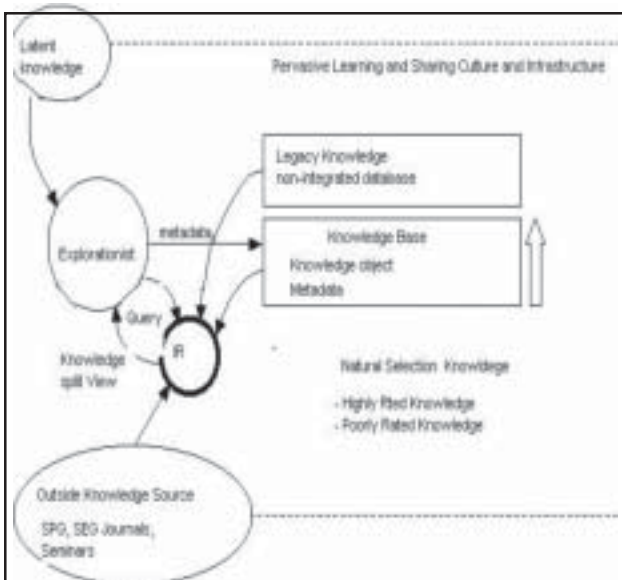 Latent
knowledge
Pervasive Learning and Sharing Culture and Infrastructure
Legacy Knowledge
non-integrated database
metadata
Explorationist
Knowledge Base
Knowledge object
Metadata
Query
IR
Knowledge
split View
Natural Selection Knowldege
- Highly Rted Knowledge
- Poorly Rated Knowledge
Outside Knowledge Source
SPG, SEG Journals,
Seminars